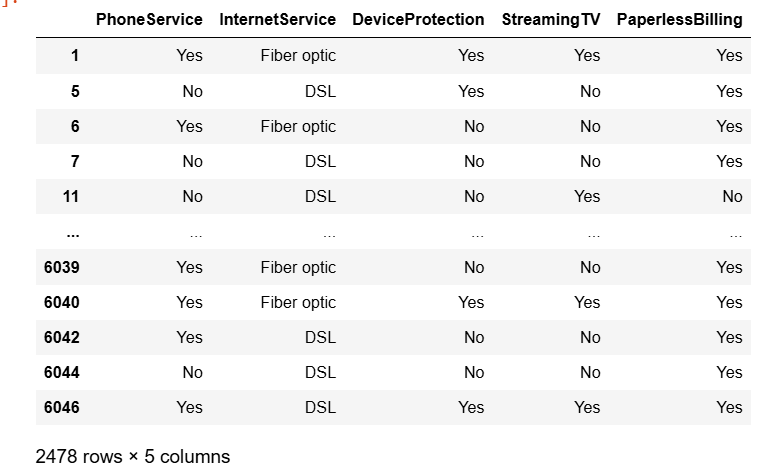 ]:
PhoneService InternetService DeviceProtection StreamingTV PaperlessBilling
1 Yes Fiber optic Yes Yes Yes
5 No DSL Yes No Yes
6 Yes Fiber optic No No Yes
7 No DSL No No Yes
11 No DSL No Yes No
... ... ... ... ... ...
6039 Yes Fiber optic No No Yes
6040 Yes Fiber optic Yes Yes Yes
6042 Yes DSL No No Yes
6044 No DSL No No Yes
6046 Yes DSL Yes Yes Yes
2478 rows × 5 columns